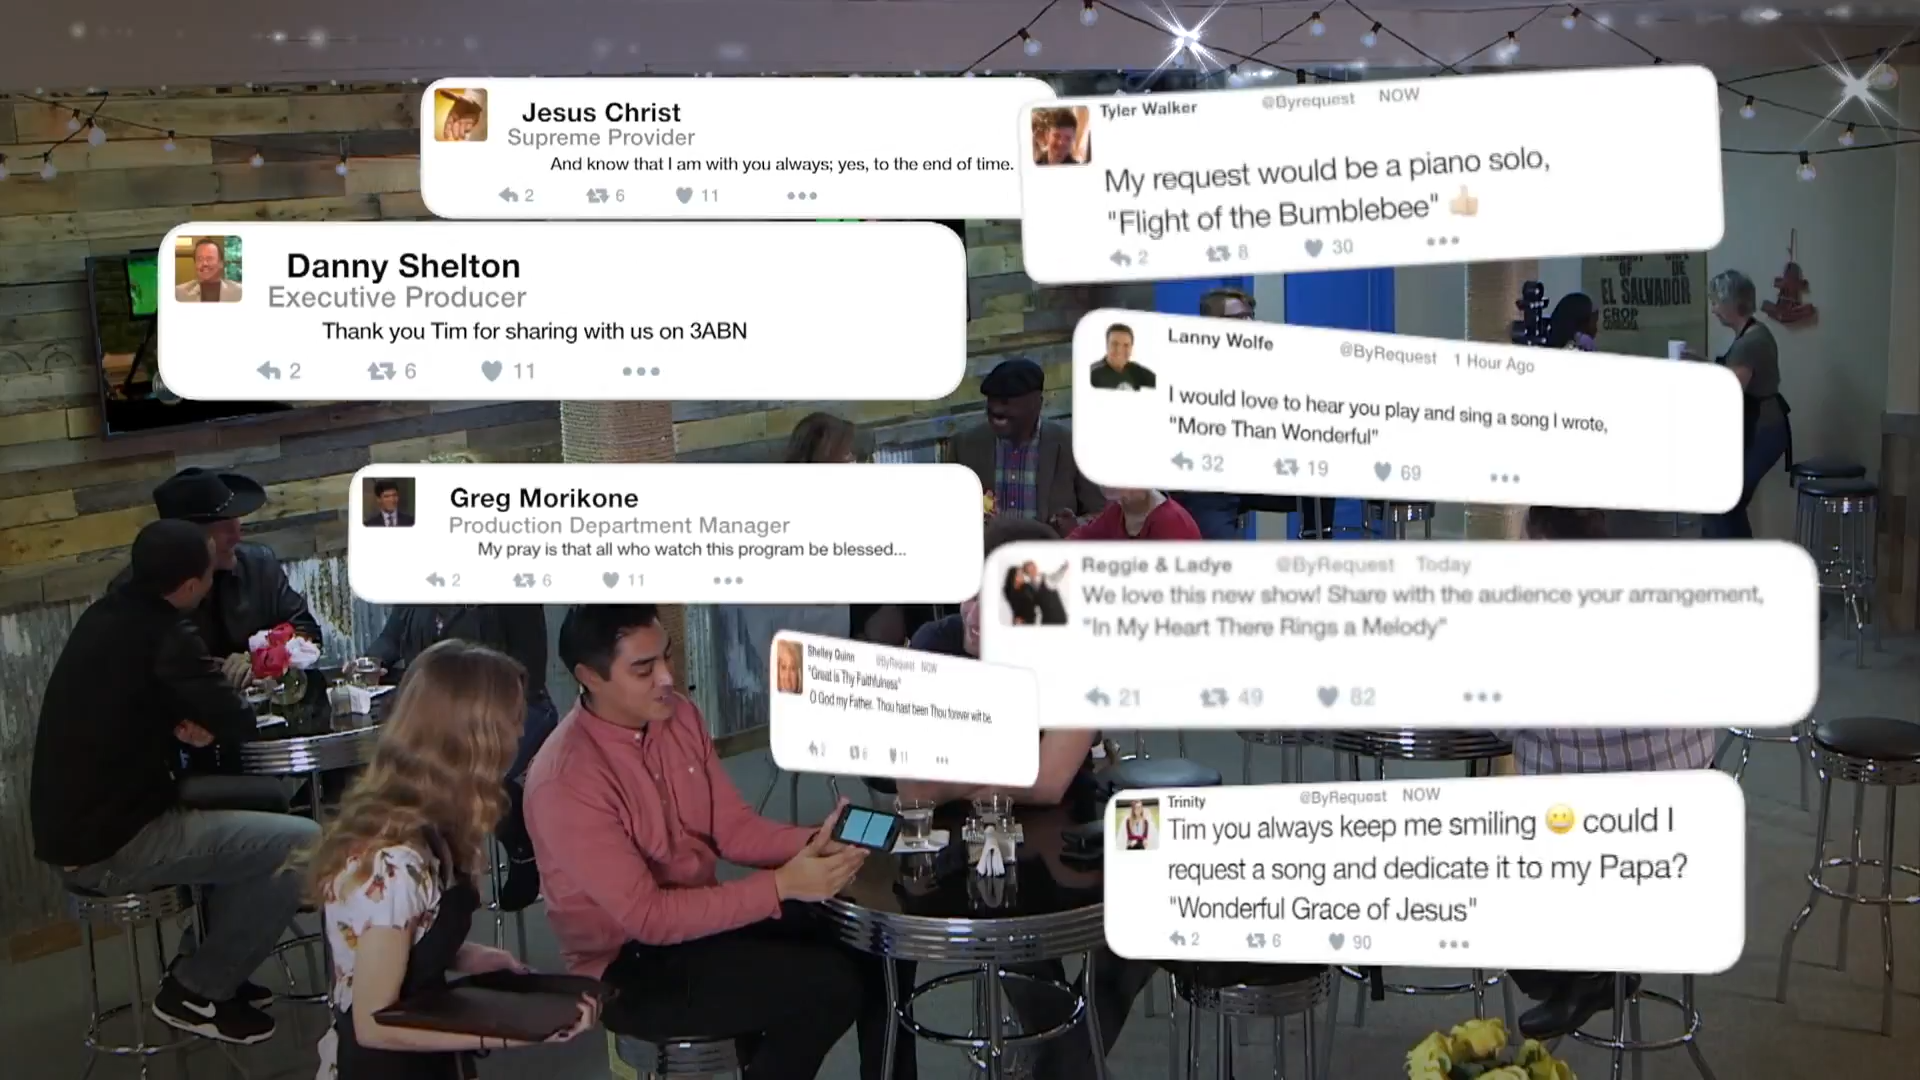 Jesus Christ
Supreme Provider
And know that I am with you always; yes, to the end of time.
2 6 11
Danny Shelton
Executive Producer
Thank you Tim for sharing with us on 3ABN
2 6 11
Greg Morikone
Production Department Manager
My pray is that all who watch this program be blessed...
2 6 11
Tyler Walker @Byrequest NOW
My request would be a piano solo,
"Flight of the Bumblebee"
2 8 30
EL SALVADOR
CROP
Lanny Wolfe @ByRequest 1 Hour Ago
I would love to hear you play and sing a song I wrote,
"More Than Wonderful"
32 19 69
Reggie & Ladye @ByRequest Today
We love this new show! Share with the audience your arrangement,
"In My Heart There Rings a Melody"
21 49 82
Shelley Quinn @ByRequest NOW
"Great is Thy Faithfulness"
O God my Father. Thou hast been Thou forever wilt be.
2 6 11
Trinity @ByRequest NOW
Tim you always keep me smiling 😀 could I
request a song and dedicate it to my Papa?
"Wonderful Grace of Jesus"
2 6 90